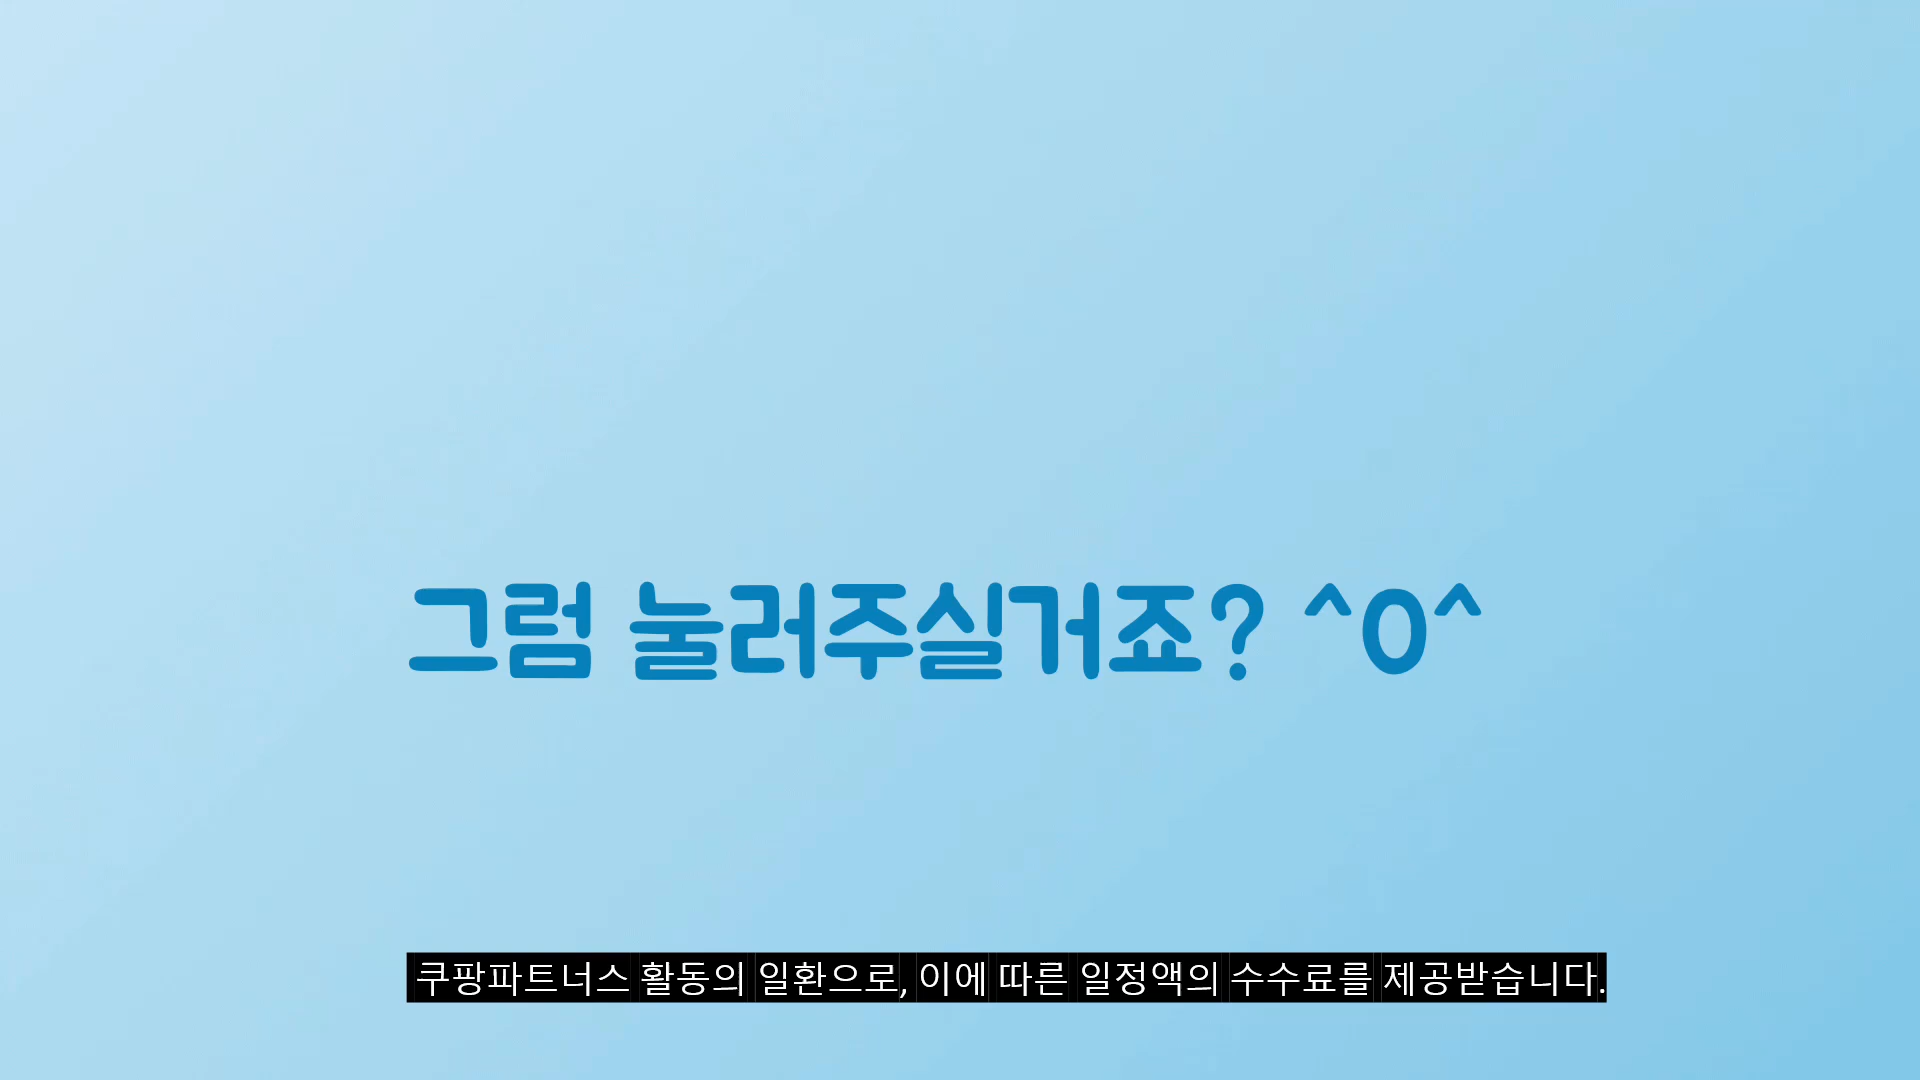 그럼 눌러주실거죠? ^0^
쿠팡파트너스 활동의 일환으로, 이에 따른 일정액의 수수료를 제공받습니다.